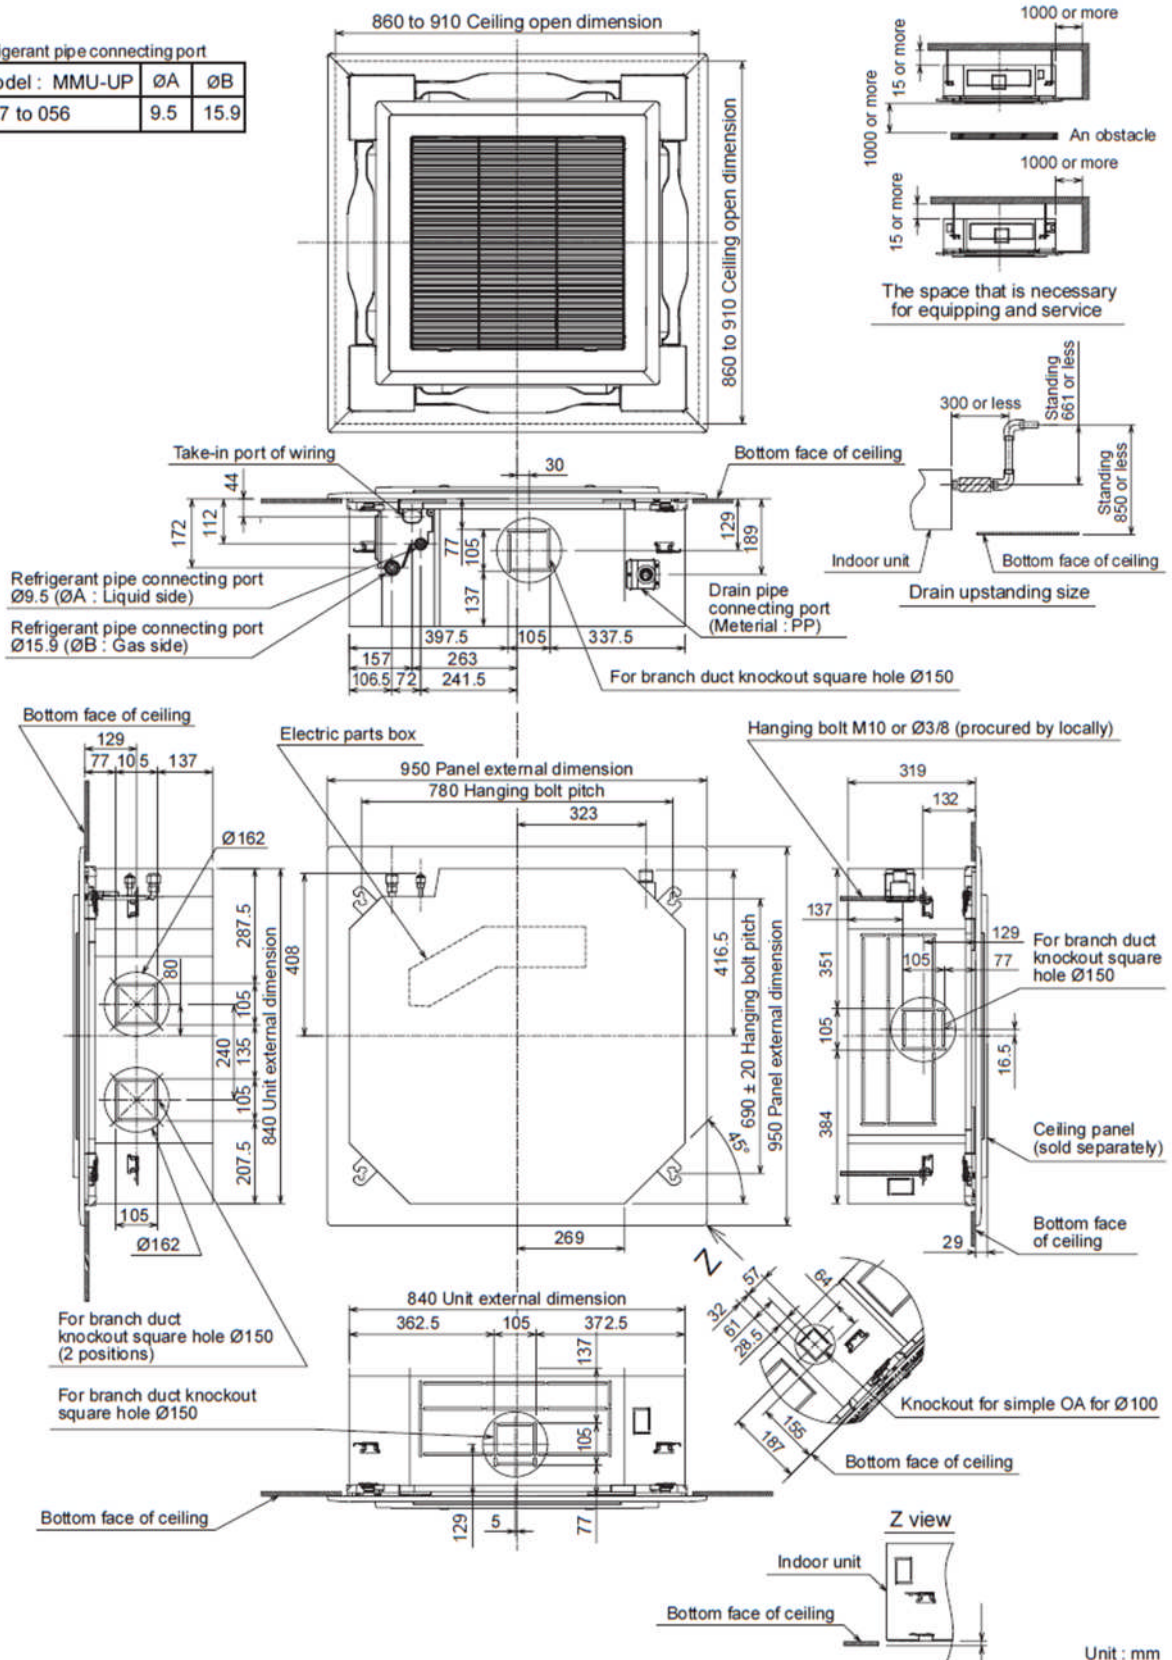 860 to 910 Ceiling open dimension
igerant pipe connecting port
odel : MMU-UP ØA ØB
7 to 056 9.5 15.9
860 to 910 Ceiling open dimension
1000 or more
15 or more
1000 or more
An obstacle
1000 or more
15 or more
The space that is necessary
for equipping and service
300 or less
Standing
661 or less
Standing
850 or less
Indoor unit
Bottom face of ceiling
Drain upstanding size
Take-in port of wiring
30
Bottom face of ceiling
44
172
112
77
105
137
129
189
Refrigerant pipe connecting port
Ø9.5 (ØA : Liquid side)
Refrigerant pipe connecting port
Ø15.9 (ØB : Gas side)
Drain pipe
connecting port
(Meterial : PP)
397.5
105
337.5
157
263
106.5
72
241.5
For branch duct knockout square hole Ø150
Bottom face of ceiling
129
77
105
137
Ø162
287.5
80
105
240
135
105
207.5
840 Unit external dimension
105
Ø162
For branch duct
knockout square hole Ø150
(2 positions)
Electric parts box
950 Panel external dimension
780 Hanging bolt pitch
323
408
416.5
690 ± 20 Hanging bolt pitch
950 Panel external dimension
45°
269
Z
Hanging bolt M10 or Ø3/8 (procured by locally)
319
132
137
351
129
105
77
For branch duct
knockout square
hole Ø150
105
16.5
384
Ceiling panel
(sold separately)
Bottom face
of ceiling
29
840 Unit external dimension
362.5
105
372.5
137
For branch duct knockout
square hole Ø150
105
Bottom face of ceiling
129
5
77
57
64
32
61
28.5
155
187
Knockout for simple OA for Ø100
Bottom face of ceiling
Z view
Indoor unit
Bottom face of ceiling
Unit : mm